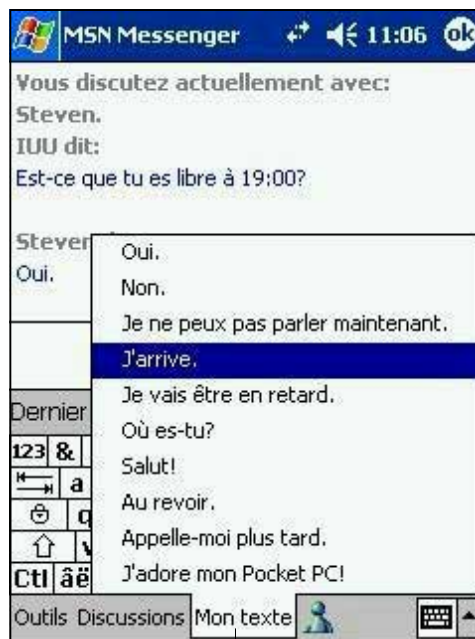 MSN Messenger 11:06 ok
Vous discutez actuellement avec:
Steven.
IUU dit:
Est-ce que tu es libre à 19:00?
Steven
Oui.
Oui.
Non.
Je ne peux pas parler maintenant.
J'arrive.
Je vais être en retard.
Où es-tu?
Salut!
Au revoir.
Appelle-moi plus tard.
J'adore mon Pocket PC!
Dernier
123 &
a
q
Ctl âë
Outils Discussions Mon texte